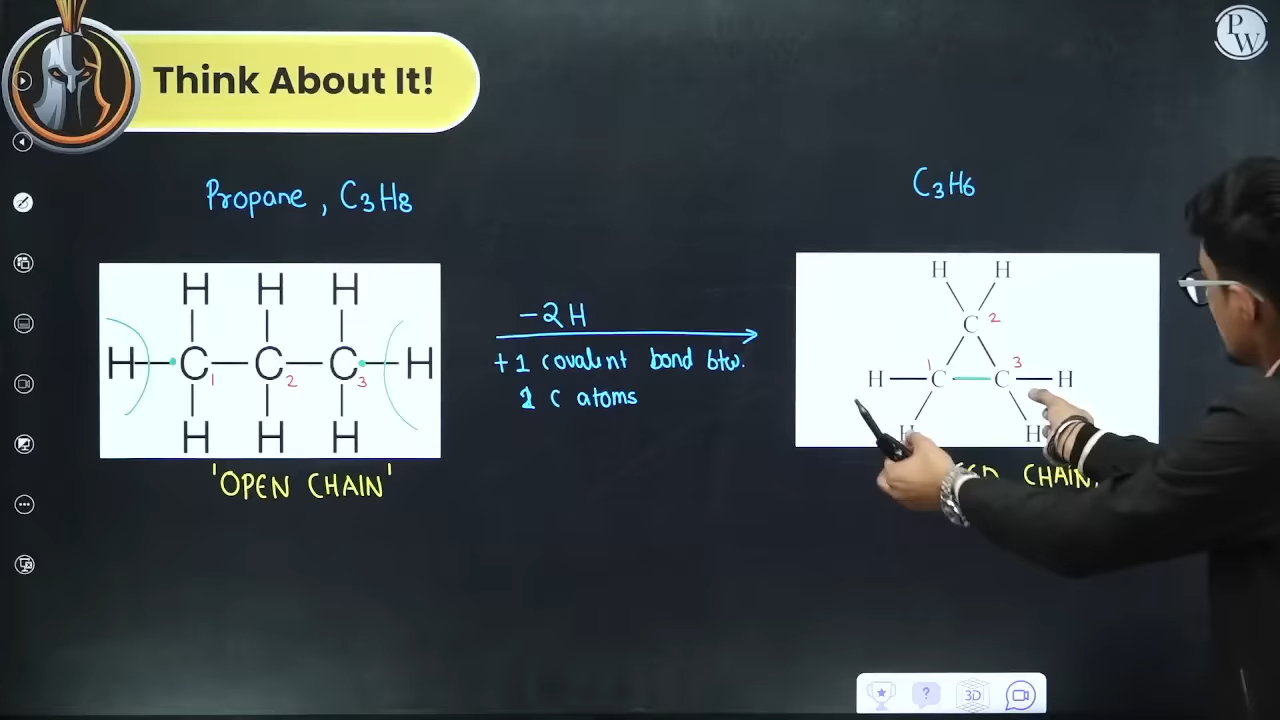 Think About It!
PW
Propane, C3H8
C3H6
H H H
H C C C H
1 2 3
H H H
'OPEN CHAIN'
-2H
+1 covalent bond btw.
2 C atoms
H H
C 2
1 3
H C C H
H H
CHAIN'
3D